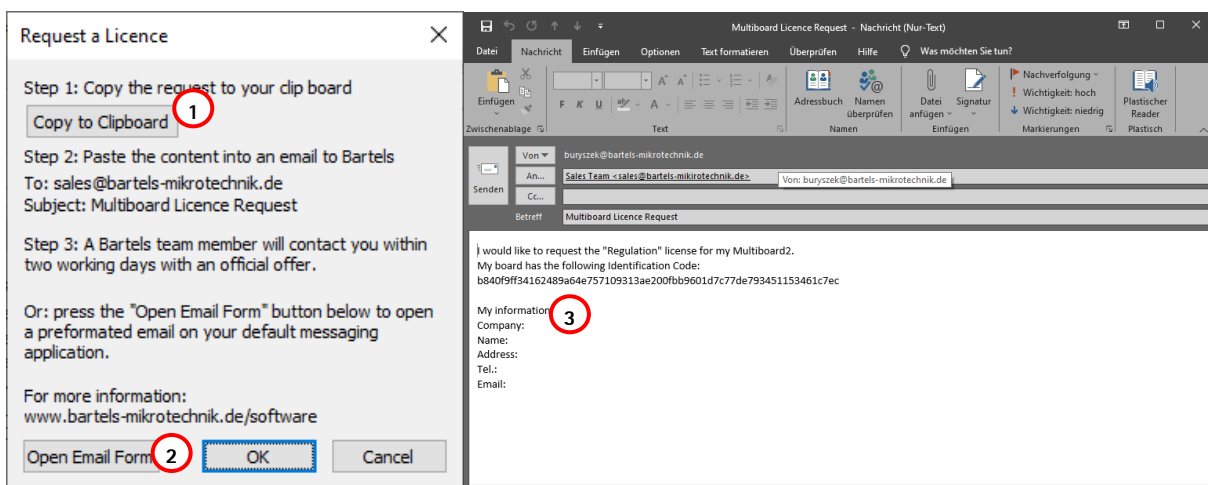 Request a Licence
Step 1: Copy the request to your clip board
1
Copy to Clipboard
Step 2: Paste the content into an email to Bartels
To: sales@bartels-mikrotechnik.de
Subject: Multiboard Licence Request
Step 3: A Bartels team member will contact you within
two working days with an official offer.
Or: press the "Open Email Form" button below to open
a preformated email on your default messaging
application.
For more information:
www.bartels-mikrotechnik.de/software
Open Email Form 2 OK Cancel
Multiboard Licence Request - Nachricht (Nur-Text)
Datei Nachricht Einfügen Optionen Text formatieren Überprüfen Hilfe Was möchten Sie tun?
Einfügen
Zwischenablage
F K U
Text
Adressbuch Namen überprüfen
Namen
Datei anfügen Signatur
Einfügen
Nachverfolgung
Wichtigkeit: hoch
Wichtigkeit: niedrig
Markierungen
Plastischer Reader
Plastisch
Senden
Von buryszek@bartels-mikrotechnik.de
An... Sales Team <sales@bartels-mikirotechnik.de> Von: buryszek@bartels-mikrotechnik.de
Cc...
Betreff Multiboard Licence Request
I would like to request the "Regulation" license for my Multiboard2.
My board has the following Identification Code:
b840f9ff34162489a64e757109313ae200fbb9601d7c77de793451153461c7ec
My information
3
Company:
Name:
Address:
Tel.:
Email: